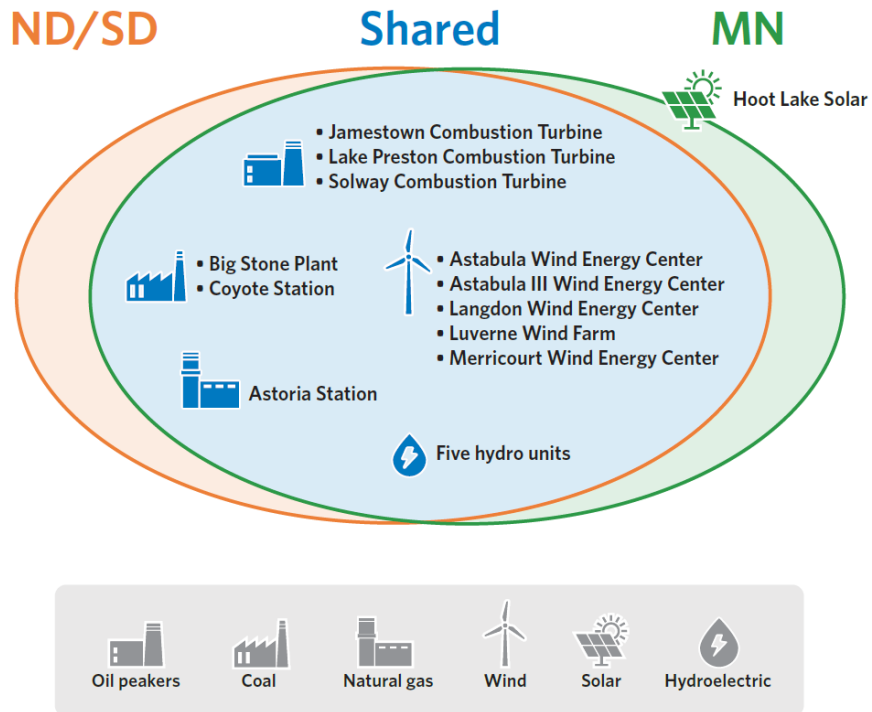 ND/SD
Shared
MN
Hoot Lake Solar
• Jamestown Combustion Turbine
• Lake Preston Combustion Turbine
• Solway Combustion Turbine
• Big Stone Plant
• Coyote Station
• Astabula Wind Energy Center
• Astabula III Wind Energy Center
• Langdon Wind Energy Center
• Luverne Wind Farm
• Merricourt Wind Energy Center
Astoria Station
Five hydro units
Oil peakers
Coal
Natural gas
Wind
Solar
Hydroelectric